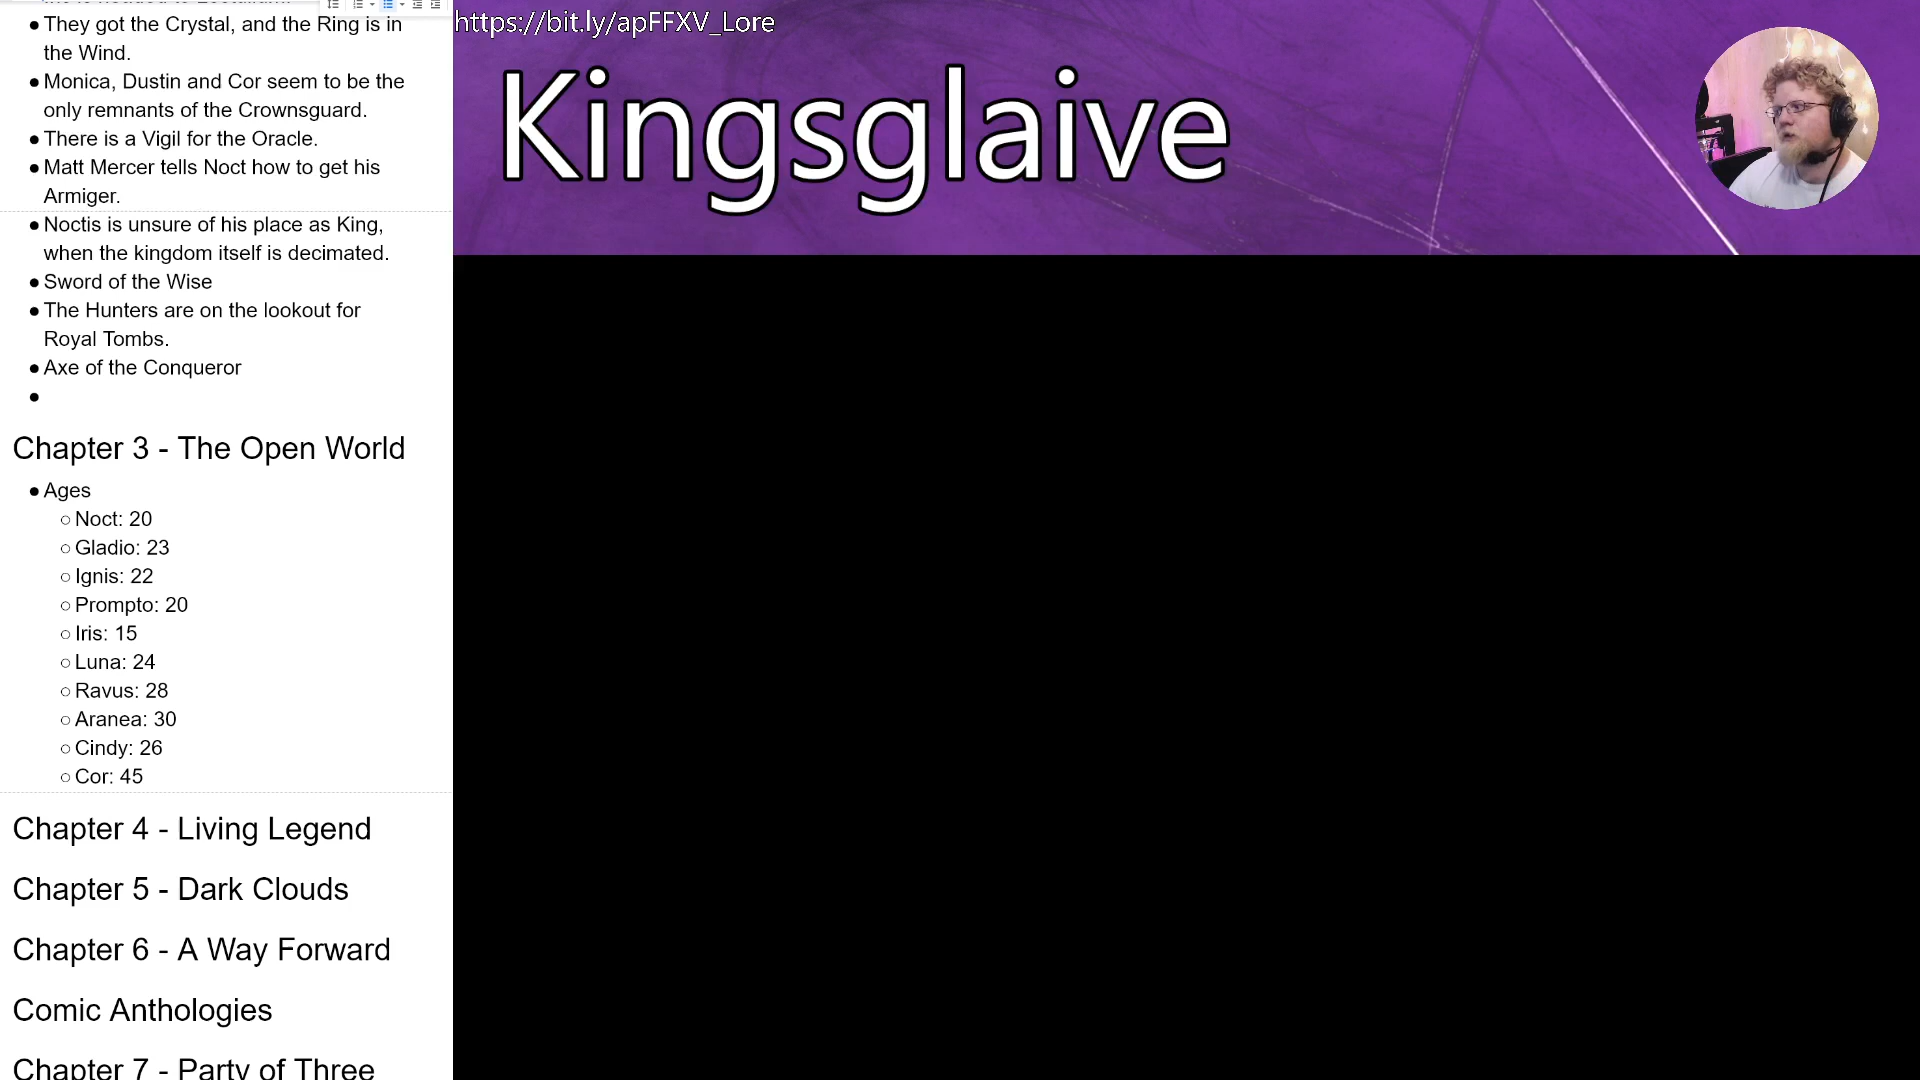 • They got the Crystal, and the Ring is in
the Wind.
• Monica, Dustin and Cor seem to be the
only remnants of the Crownsguard.
• There is a Vigil for the Oracle.
• Matt Mercer tells Noct how to get his
Armiger.
• Noctis is unsure of his place as King,
when the kingdom itself is decimated.
• Sword of the Wise
• The Hunters are on the lookout for
Royal Tombs.
• Axe of the Conqueror
•
Chapter 3 - The Open World
• Ages
○ Noct: 20
○ Gladio: 23
○ Ignis: 22
○ Prompto: 20
○ Iris: 15
○ Luna: 24
○ Ravus: 28
○ Aranea: 30
○ Cindy: 26
○ Cor: 45
Chapter 4 - Living Legend
Chapter 5 - Dark Clouds
Chapter 6 - A Way Forward
Comic Anthologies
Chapter 7 - Party of Three
https://bit.ly/apFFXV_Lore
Kingsglaive